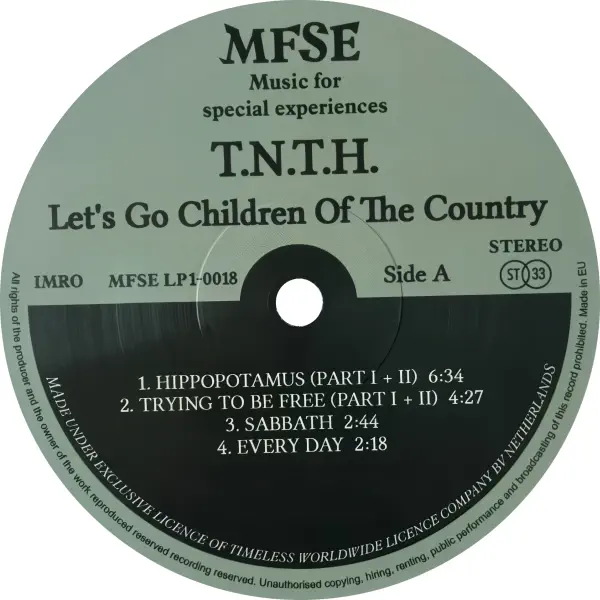 MFSE
Music for
special experiences
T.N.T.H.
Let's Go Children Of The Country
STEREO
IMRO MFSE LP1-0018 Side A ST 33
1. HIPPOPOTAMUS (PART I + II) 6:34
2. TRYING TO BE FREE (PART I + II) 4:27
3. SABBATH 2:44
4. EVERY DAY 2:18
MADE UNDER EXCLUSIVE LICENCE OF TIMELESS WORLDWIDE LICENCE COMPANY BV NETHERLANDS
All rights of the producer and the owner of the work reproduced reserved recording reserved. Unauthorised copying, hiring, renting, public performance and broadcasting of this record prohibited. Made in EU